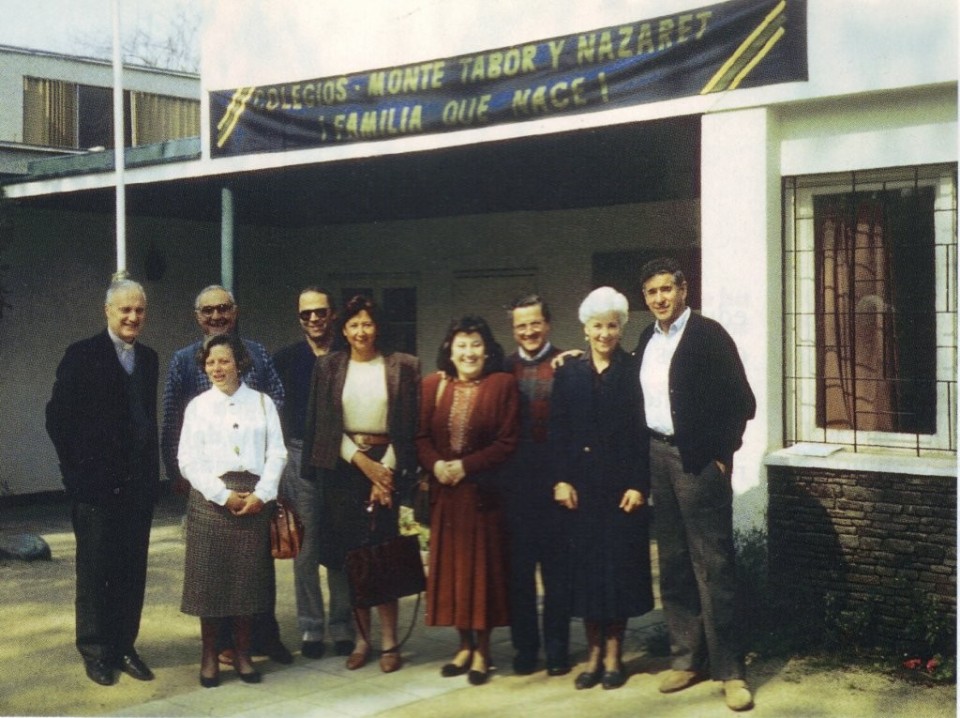 COLEGIOS - MONTE TABOR Y NAZARET
¡ FAMILIA QUE NACE !